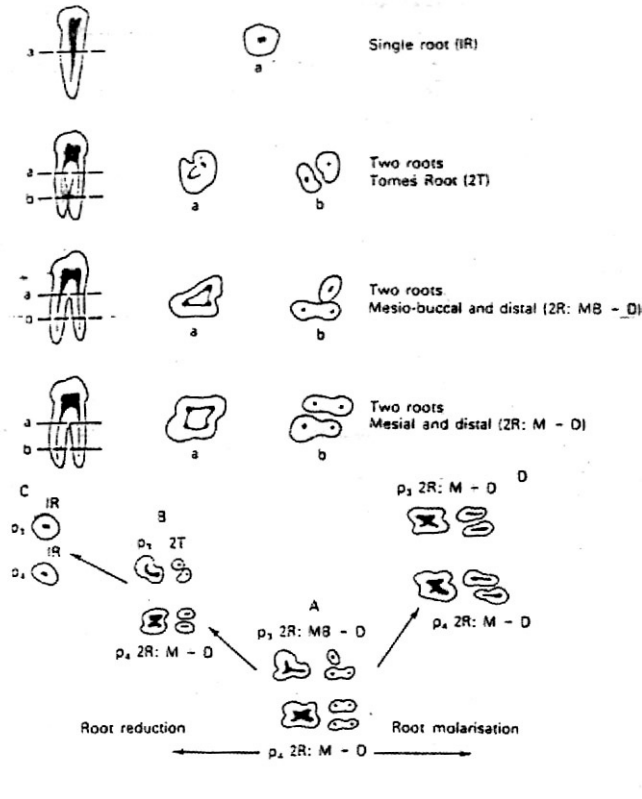 a
a
Single root (IR)
a
b
a
b
Two roots
Tomes Root (2T)
a
b
a
b
Two roots
Mesio-buccal and distal (2R: MB - D)
a
b
a
b
Two roots
Mesial and distal (2R: M - D)
C
IR
IR
P₄
B
P₃ 2T
P₄ 2R: M - D
A
P₃ 2R: MB - D
P₄ 2R: M - D
D
P₃ 2R: M - D
P₄ 2R: M - D
Root reduction
Root molarisation